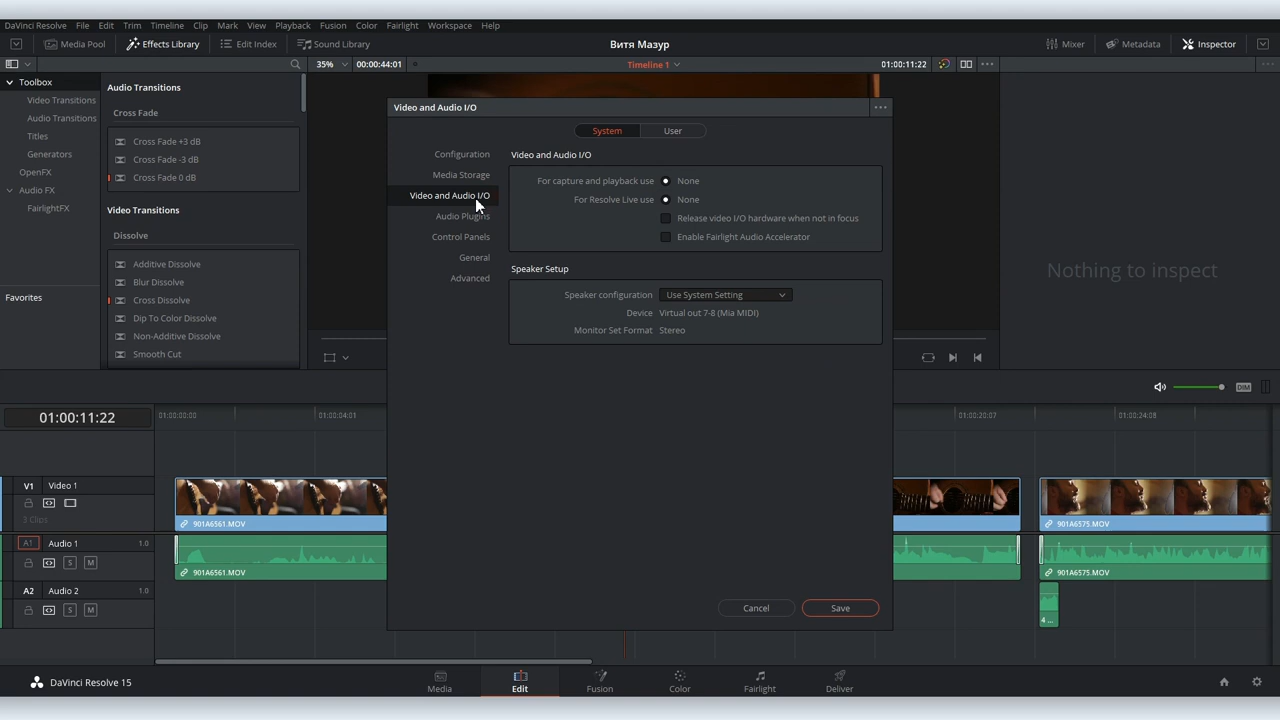 DaVinci Resolve File Edit Trim Timeline Clip Mark View Playback Fusion Color Fairlight Workspace Help
Media Pool Effects Library Edit Index Sound Library Витя Мазур Mixer Metadata Inspector
35% 00:00:44:01 Timeline 1 01:00:11:22
Toolbox
Video Transitions
Audio Transitions
Titles
Generators
OpenFX
Audio FX
FairlightFX
Favorites
Audio Transitions
Cross Fade
Cross Fade +3 dB
Cross Fade -3 dB
Cross Fade 0 dB
Video Transitions
Dissolve
Additive Dissolve
Blur Dissolve
Cross Dissolve
Dip To Color Dissolve
Non-Additive Dissolve
Smooth Cut
Video and Audio I/O
System User
Configuration
Media Storage
Video and Audio I/O
Audio Plugins
Control Panels
General
Advanced
Video and Audio I/O
For capture and playback use None
For Resolve Live use None
Release video I/O hardware when not in focus
Enable Fairlight Audio Accelerator
Speaker Setup
Speaker configuration Use System Setting
Device Virtual out 7-8 (Mia MIDI)
Monitor Set Format Stereo
Cancel Save
Nothing to inspect
DIM
01:00:11:22 01:00:00:00 01:00:04:01 01:00:20:07 01:00:24:08
V1 Video 1
3 Clips
901A6561.MOV 901A6575.MOV
A1 Audio 1 1.0
S M
901A6561.MOV 901A6575.MOV
A2 Audio 2 1.0
S M
4 ...
DaVinci Resolve 15
Media Edit Fusion Color Fairlight Deliver